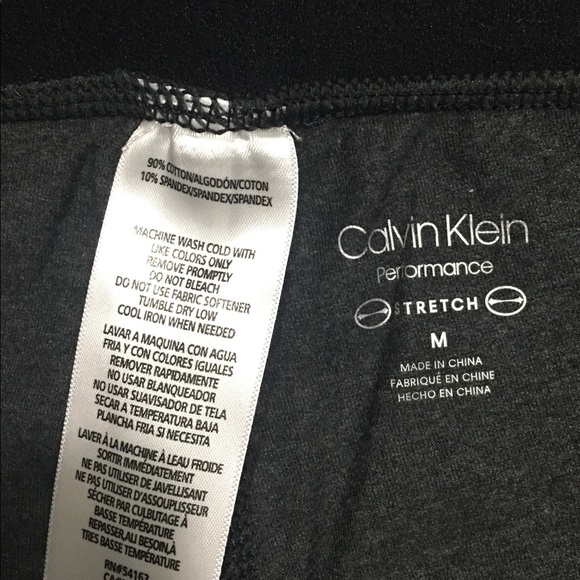 90% COTTON/ALGODÓN/COTON
10% SPANDEX/SPANDEX/SPANDEX
MACHINE WASH COLD WITH
LIKE COLORS ONLY
REMOVE PROMPTLY
DO NOT BLEACH
DO NOT USE FABRIC SOFTENER
TUMBLE DRY LOW
COOL IRON WHEN NEEDED
LAVAR A MAQUINA CON AGUA
FRIA Y CON COLORES IGUALES
REMOVER RAPIDAMENTE
NO USAR BLANQUEADOR
NO USAR SUAVISADOR DE TELA
SECAR A TEMPERATURA BAJA
PLANCHA FRIA SI NECESITA
LAVER À LA MACHINE À LEAU FROIDE
SORTIR IMMÉDIATEMENT
NE PAS UTILISER DE JAVELLISANT
NE PAS UTILISER D'ASSOUPLISSEUR
SÉCHER PAR CULBUTAGE À
BASSE TEMPÉRATURE
REPASSER, AU BESOIN, À
TRES BASSE TEMPÉRATURE
RN#54163
Calvin Klein
Performance
STRETCH
M
MADE IN CHINA
FABRIQUÉ EN CHINE
HECHO EN CHINA